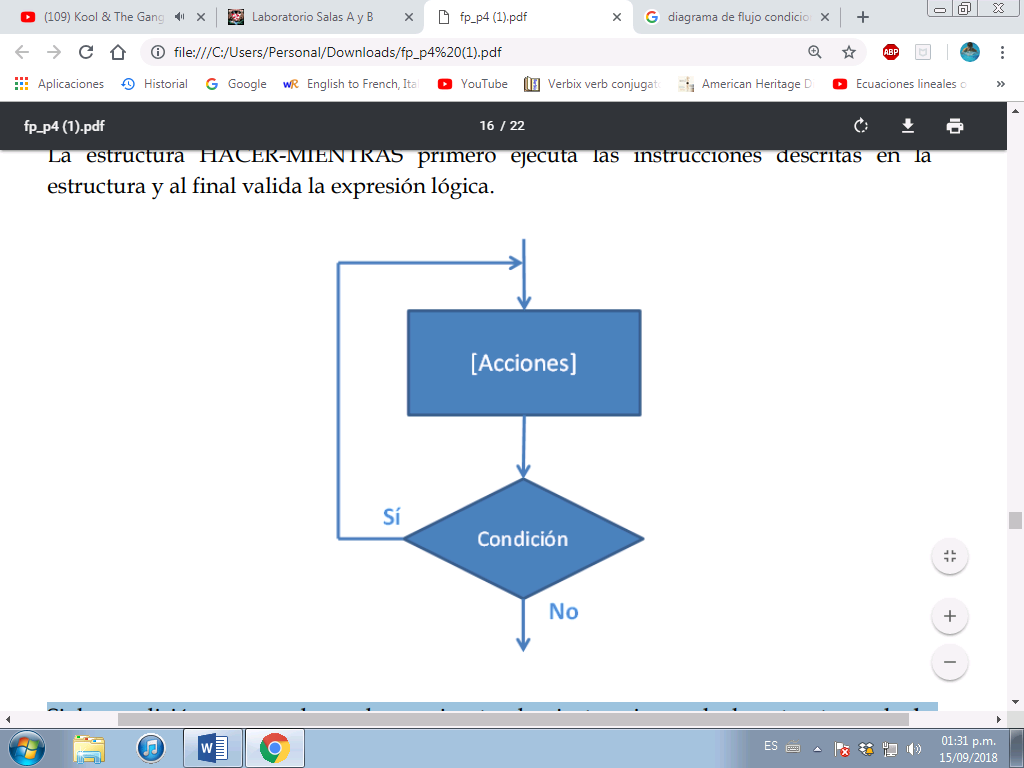 (109) Kool & The Gang
Laboratorio Salas A y B
fp_p4 (1).pdf
diagrama de flujo condicio
file:///C:/Users/Personal/Downloads/fp_p4%20(1).pdf
ABP
Aplicaciones
Historial
Google
English to French, Ita
YouTube
Verbix verb conjugat
American Heritage D
Ecuaciones lineales o
fp_p4 (1).pdf
16 / 22
La estructura HACER-MIENTRAS primero ejecuta las instrucciones descritas en la
estructura y al final valida la expresión lógica.
[Acciones]
Sí
Condición
No
ES
01:31 p.m.
15/09/2018